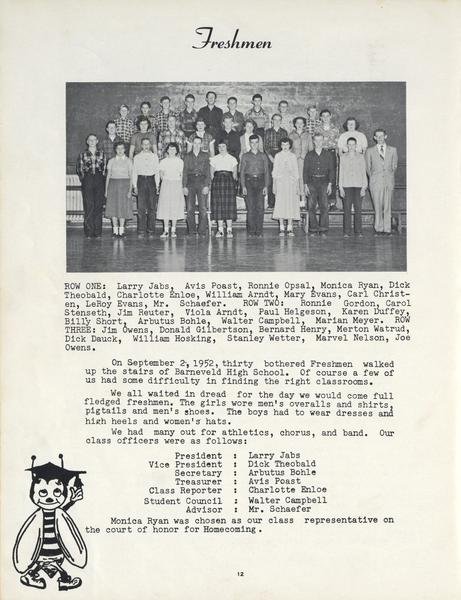 Freshmen
ROW ONE: Larry Jabs, Avis Poast, Ronnie Opsal, Monica Ryan, Dick
Theobald, Charlotte Enloe, William Arndt, Mary Evans, Carl Christ-
en, LeRoy Evans, Mr. Schaefer. ROW TWO: Ronnie Gordon, Carol
Stenseth, Jim Reuter, Viola Arndt, Paul Helgeson, Karen Duffey,
Billy Short, Arbutus Bohle, Walter Campbell, Marian Meyer. ROW
THREE: Jim Owens, Donald Gilbertson, Bernard Henry, Merton Watrud,
Dick Dauck, William Hosking, Stanley Wetter, Marvel Nelson, Joe
Owens.
On September 2, 1952, thirty bothered Freshmen walked
up the stairs of Barneveld High School. Of course a few of
us had some difficulty in finding the right classrooms.
We all waited in dread for the day we would come full
fledged freshmen. The girls wore men's overalls and shirts,
pigtails and men's shoes. The boys had to wear dresses and
high heels and women's hats.
We had many out for athletics, chorus, and band. Our
class officers were as follows:
President : Larry Jabs
Vice President : Dick Theobald
Secretary : Arbutus Bohle
Treasurer : Avis Poast
Class Reporter : Charlotte Enloe
Student Council : Walter Campbell
Advisor : Mr. Schaefer
Monica Ryan was chosen as our class representative on
the court of honor for Homecoming.
12